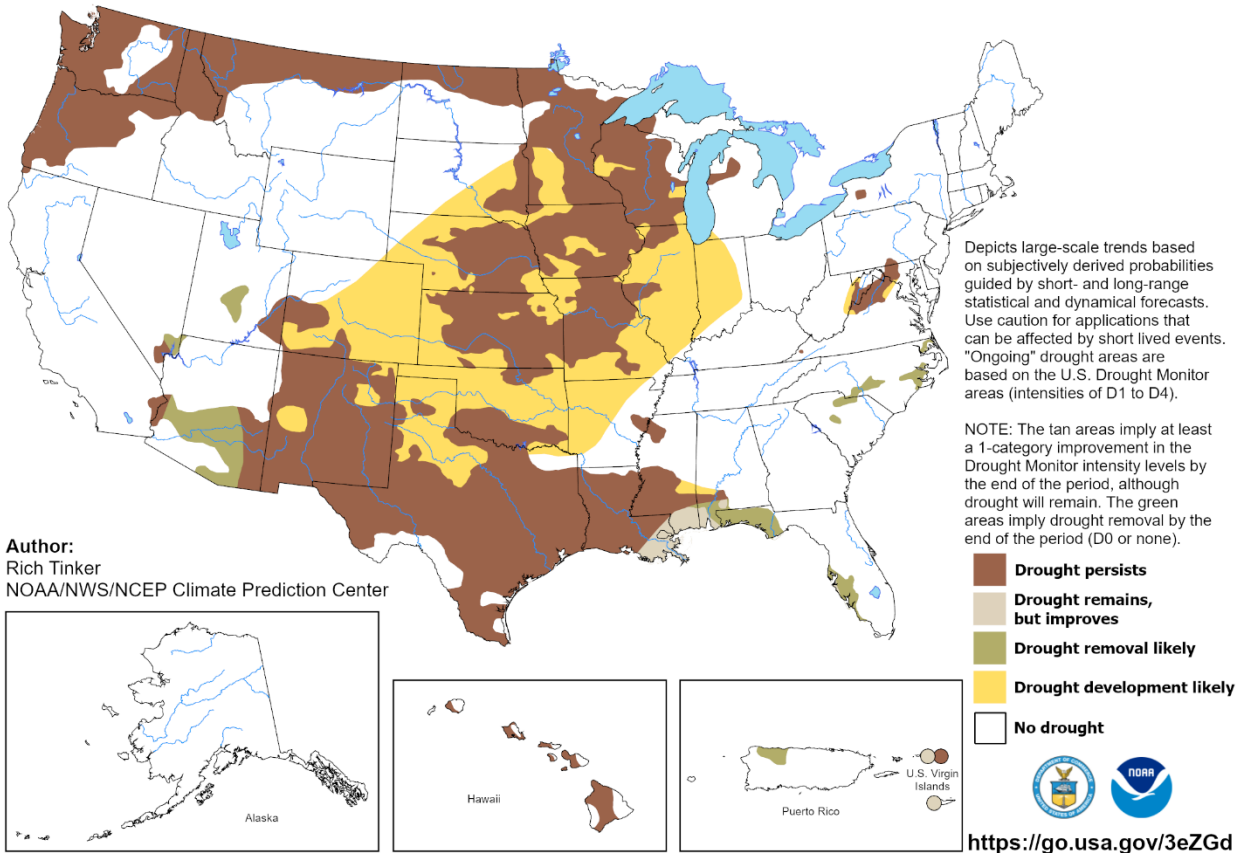 Depicts large-scale trends based
on subjectively derived probabilities
guided by short- and long-range
statistical and dynamical forecasts.
Use caution for applications that
can be affected by short lived events.
"Ongoing" drought areas are
based on the U.S. Drought Monitor
areas (intensities of D1 to D4).
NOTE: The tan areas imply at least
a 1-category improvement in the
Drought Monitor intensity levels by
the end of the period, although
drought will remain. The green
areas imply drought removal by the
end of the period (D0 or none).
Author:
Rich Tinker
NOAA/NWS/NCEP Climate Prediction Center
Drought persists
Drought remains,
but improves
Drought removal likely
Drought development likely
No drought
Alaska
Hawaii
Puerto Rico
U.S. Virgin
Islands
NOAA
https://go.usa.gov/3eZGd